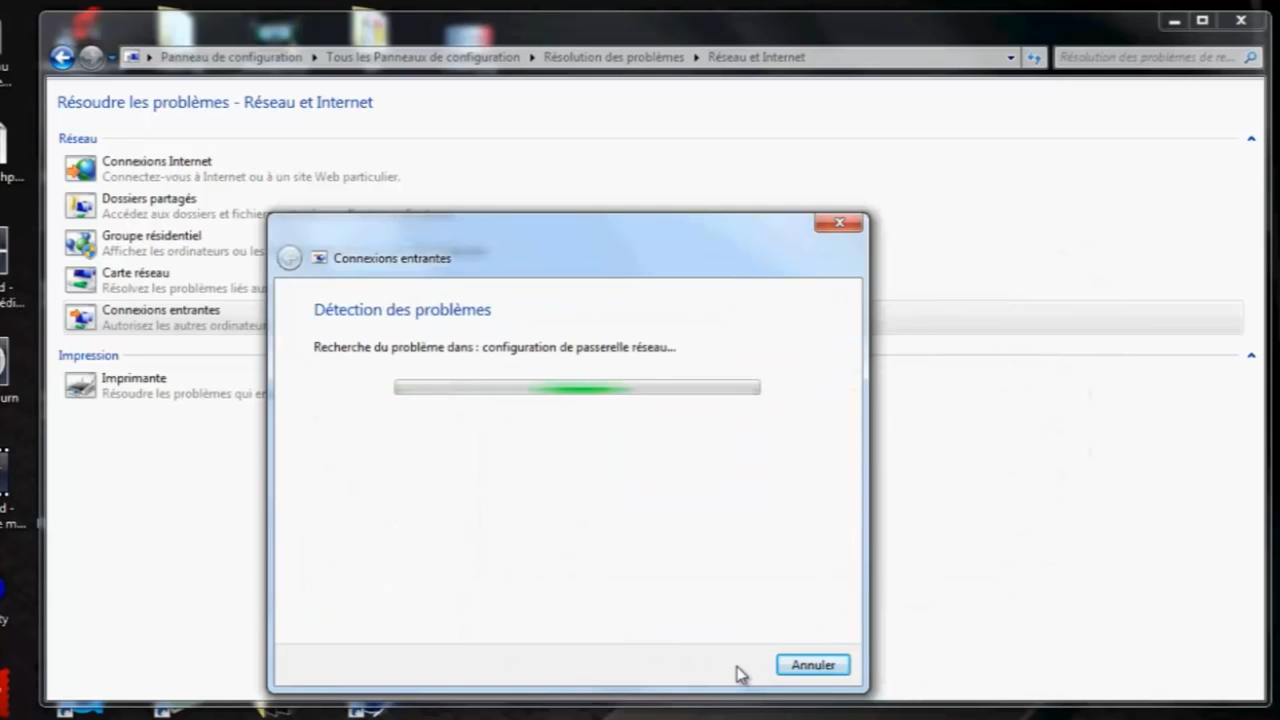 Panneau de configuration Tous les Panneaux de configuration Résolution des problèmes Réseau et Internet
Résolution des problèmes de re...
Résoudre les problèmes - Réseau et Internet
Réseau
Connexions Internet
Connectez-vous à Internet ou à un site Web particulier.
Dossiers partagés
Accédez aux dossiers et fichie
Groupe résidentiel
Affichez les ordinateurs ou les
Carte réseau
Résolvez les problèmes liés au
Connexions entrantes
Autorisez les autres ordinateur
Impression
Imprimante
Résoudre les problèmes qui e
Connexions entrantes
Détection des problèmes
Recherche du problème dans : configuration de passerelle réseau...
Annuler
hp...
édi...
urn
e m...
ty